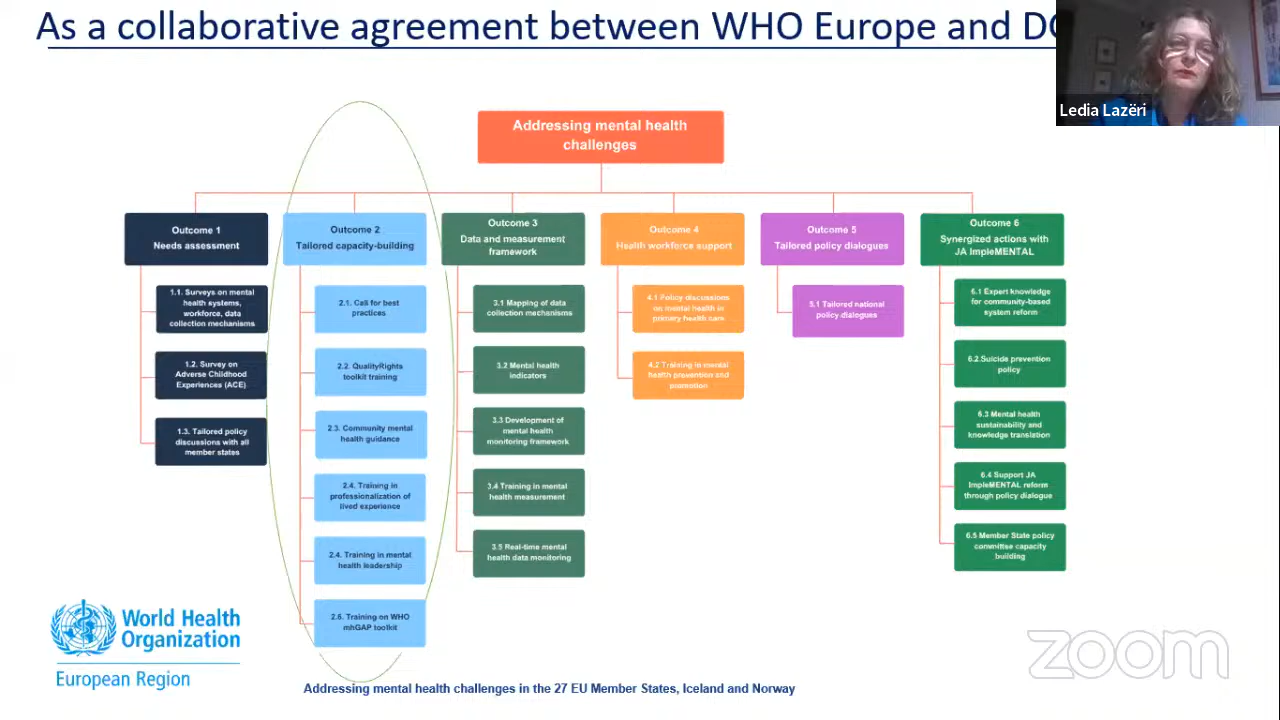 As a collaborative agreement between WHO Europe and
Ledia Lazëri
Addressing mental health
challenges
Outcome 1
Needs assessment
1.1. Surveys on mental
health systems,
workforce, data
collection mechanisms
1.2. Survey on
Adverse Childhood
Experiences (ACE)
1.3. Tailored policy
discussions with all
member states
Outcome 2
Tailored capacity-building
2.1. Call for best
practices
2.2. QualityRights
toolkit training
2.3. Community mental
health guidance
2.4. Training in
professionalization of
lived experience
2.4. Training in mental
health leadership
2.6. Training on WHO
mhGAP toolkit
Outcome 3
Data and measurement
framework
3.1 Mapping of data
collection mechanisms
3.2 Mental health
indicators
3.3 Development of
mental health
monitoring framework
3.4 Training in mental
health measurement
3.5 Real-time mental
health data monitoring
Outcome 4
Health workforce support
4.1 Policy discussions
on mental health in
primary health care
4.2 Training in mental
health prevention and
promotion
Outcome 5
Tailored policy dialogues
5.1 Tailored national
policy dialogues
Outcome 6
Synergized actions with
JA ImpleMENTAL
6.1 Expert knowledge
for community-based
system reform
6.2.Suicide prevention
policy
6.3 Mental health
sustainability and
knowledge translation
6.4 Support JA
ImpleMENTAL reform
through policy dialogue
6.5 Member State policy
committee capacity
building
World Health
Organization
European Region
zoom
Addressing mental health challenges in the 27 EU Member States, Iceland and Norway